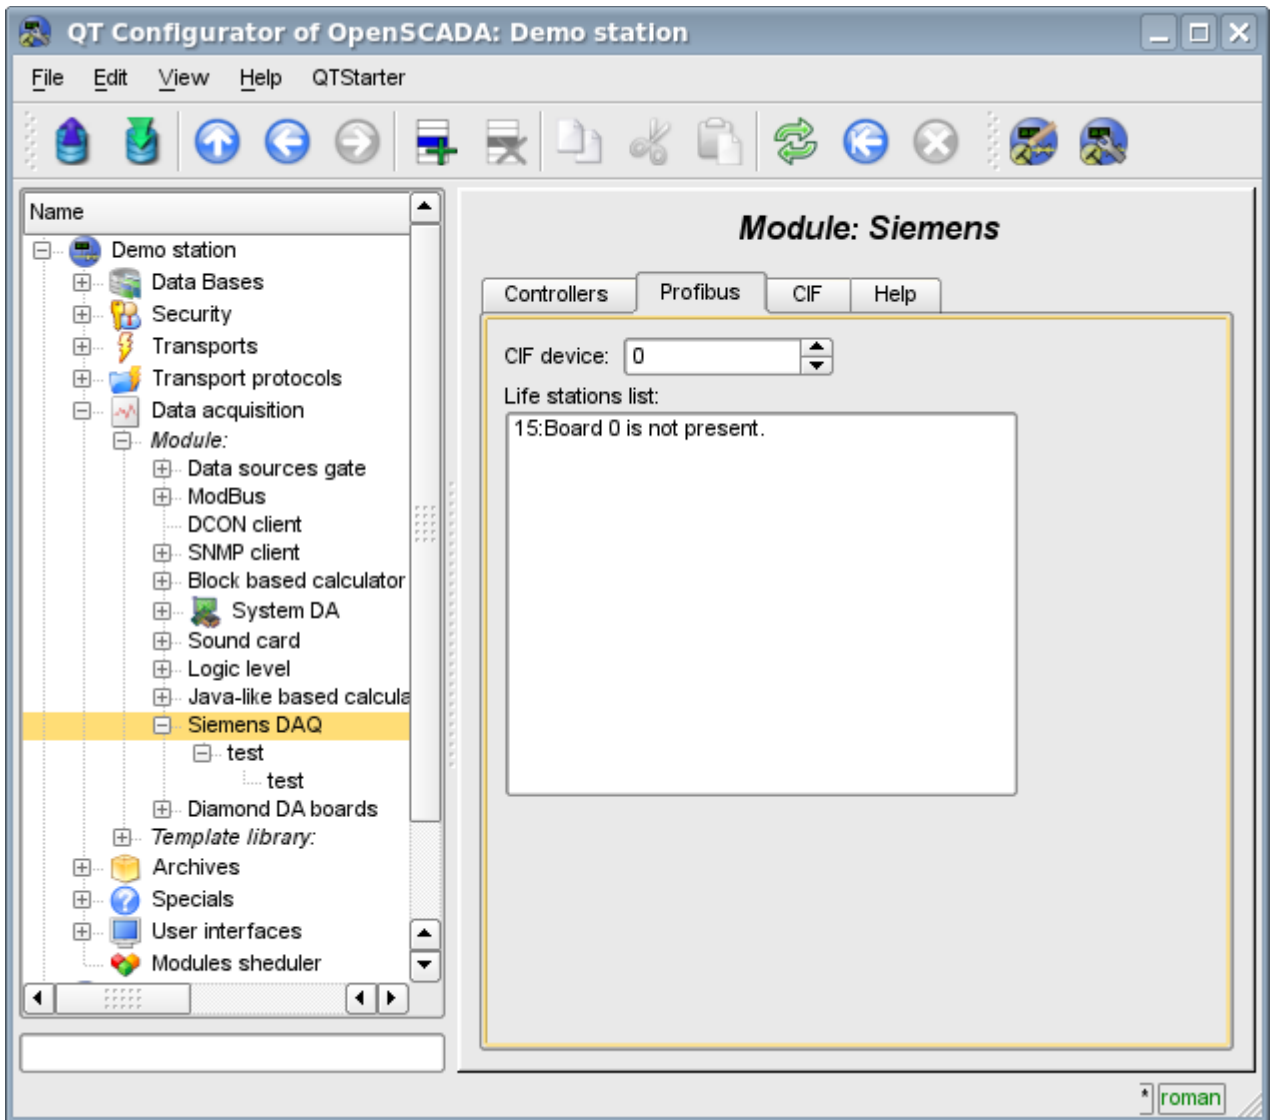 QT Configurator of OpenSCADA: Demo station
File Edit View Help QTStarter
Name
Demo station
Data Bases
Security
Transports
Transport protocols
Data acquisition
Module:
Data sources gate
ModBus
DCON client
SNMP client
Block based calculator
System DA
Sound card
Logic level
Java-like based calcula
Siemens DAQ
test
test
Diamond DA boards
Template library:
Archives
Specials
User interfaces
Modules sheduler
Module: Siemens
Controllers Profibus CIF Help
CIF device: 0
Life stations list:
15:Board 0 is not present.
* roman